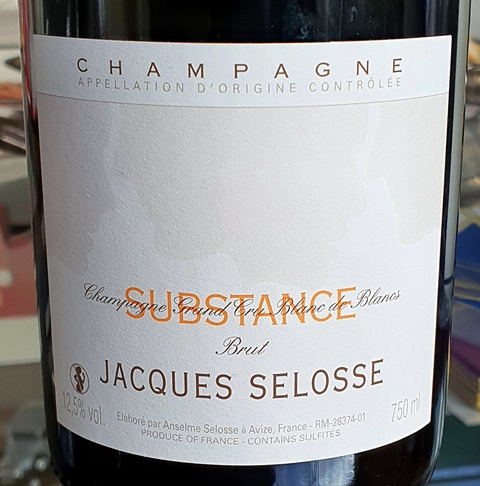 CHAMPAGNE
APPELLATION D'ORIGINE CONTRÔLÉE
Champagne Grand Cru Blanc de Blancs
SUBSTANCE
Brut
JACQUES SELOSSE
12,5% vol.
750 ml
Elaboré par Anselme Selosse à Avize, France - RM-28374-01
PRODUCE OF FRANCE - CONTAINS SULFITES